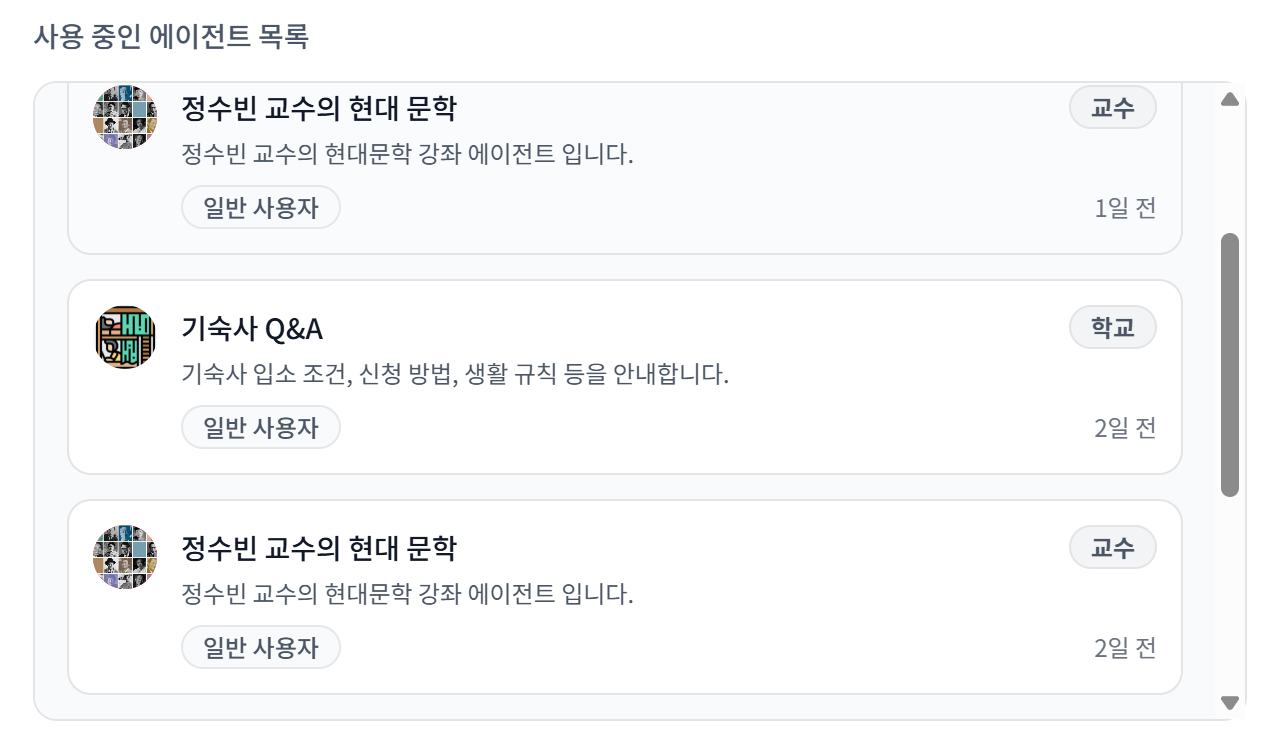 사용 중인 에이전트 목록
정수빈 교수의 현대 문학
교수
정수빈 교수의 현대문학 강좌 에이전트 입니다.
일반 사용자
1일 전
기숙사 Q&A
학교
기숙사 입소 조건, 신청 방법, 생활 규칙 등을 안내합니다.
일반 사용자
2일 전
정수빈 교수의 현대 문학
교수
정수빈 교수의 현대문학 강좌 에이전트 입니다.
일반 사용자
2일 전